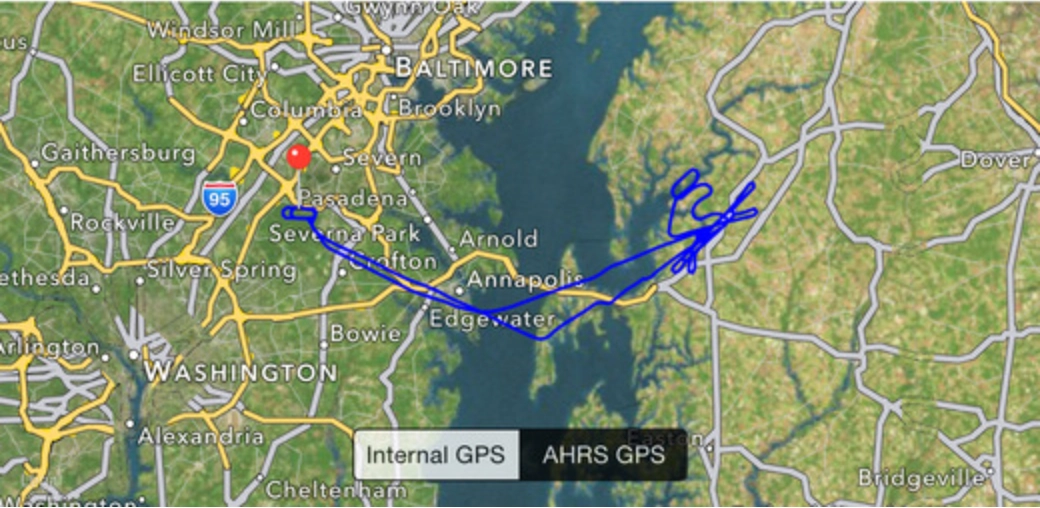 Gwynn Oak
Windsor Mill
Ellicott City
BALTIMORE
Columbia
Brooklyn
Gaithersburg
Severn
Dover
95
Pasadena
Rockville
Severna Park
Arnold
Crofton
ethesda
Silver Spring
Annapolis
Edgewater
Bowie
Arlington
WASHINGTON
Alexandria
Easton
Internal GPS
AHRS GPS
Bridgeville
Cheltenham
Washington